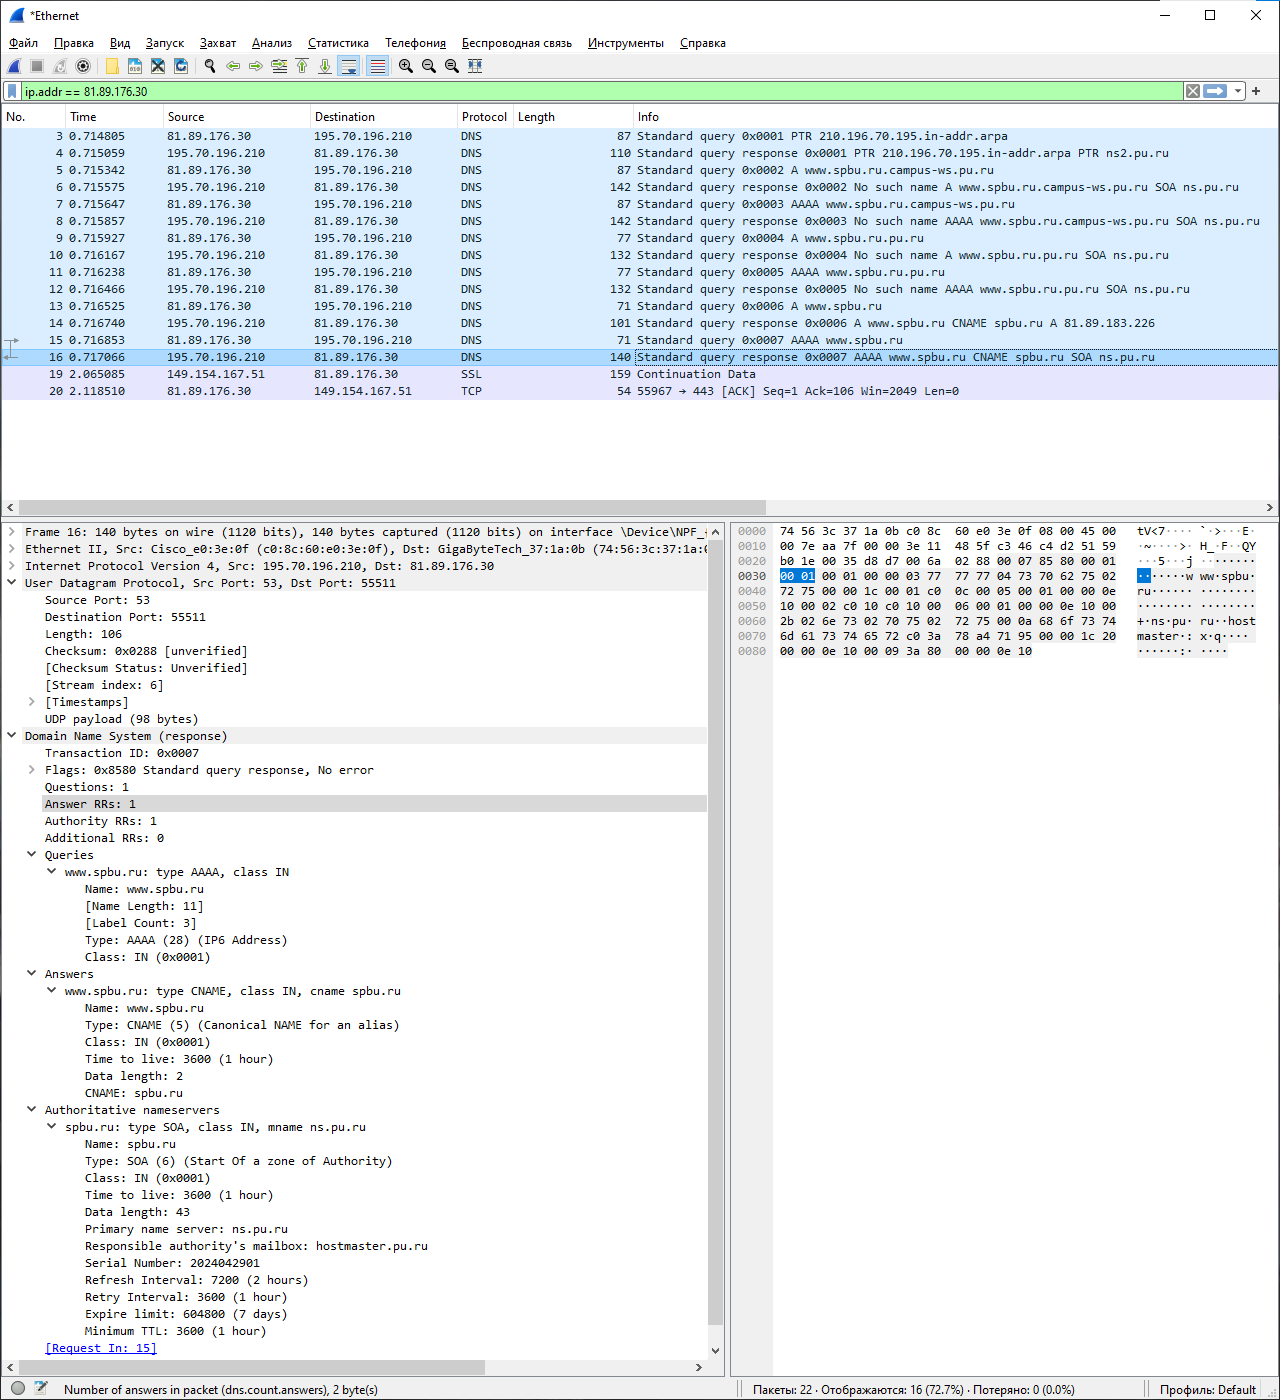 *Ethernet
Файл Правка Вид Запуск Захват Анализ Статистика Телефония Беспроводная связь Инструменты Справка
ip.addr == 81.89.176.30
No. Time Source Destination Protocol Length Info
3 0.714805 81.89.176.30 195.70.196.210 DNS 87 Standard query 0x0001 PTR 210.196.70.195.in-addr.arpa
4 0.715059 195.70.196.210 81.89.176.30 DNS 110 Standard query response 0x0001 PTR 210.196.70.195.in-addr.arpa PTR ns2.pu.ru
5 0.715342 81.89.176.30 195.70.196.210 DNS 87 Standard query 0x0002 A www.spbu.ru.campus-ws.pu.ru
6 0.715575 195.70.196.210 81.89.176.30 DNS 142 Standard query response 0x0002 No such name A www.spbu.ru.campus-ws.pu.ru SOA ns.pu.ru
7 0.715647 81.89.176.30 195.70.196.210 DNS 87 Standard query 0x0003 AAAA www.spbu.ru.campus-ws.pu.ru
8 0.715857 195.70.196.210 81.89.176.30 DNS 142 Standard query response 0x0003 No such name AAAA www.spbu.ru.campus-ws.pu.ru SOA ns.pu.ru
9 0.715927 81.89.176.30 195.70.196.210 DNS 77 Standard query 0x0004 A www.spbu.ru.pu.ru
10 0.716167 195.70.196.210 81.89.176.30 DNS 132 Standard query response 0x0004 No such name A www.spbu.ru.pu.ru SOA ns.pu.ru
11 0.716238 81.89.176.30 195.70.196.210 DNS 77 Standard query 0x0005 AAAA www.spbu.ru.pu.ru
12 0.716466 195.70.196.210 81.89.176.30 DNS 132 Standard query response 0x0005 No such name AAAA www.spbu.ru.pu.ru SOA ns.pu.ru
13 0.716525 81.89.176.30 195.70.196.210 DNS 71 Standard query 0x0006 A www.spbu.ru
14 0.716740 195.70.196.210 81.89.176.30 DNS 101 Standard query response 0x0006 A www.spbu.ru CNAME spbu.ru A 81.89.183.226
15 0.716853 81.89.176.30 195.70.196.210 DNS 71 Standard query 0x0007 AAAA www.spbu.ru
16 0.717066 195.70.196.210 81.89.176.30 DNS 140 Standard query response 0x0007 AAAA www.spbu.ru CNAME spbu.ru SOA ns.pu.ru
19 2.065085 149.154.167.51 81.89.176.30 SSL 159 Continuation Data
20 2.118510 81.89.176.30 149.154.167.51 TCP 54 55967 → 443 [ACK] Seq=1 Ack=106 Win=2049 Len=0
Frame 16: 140 bytes on wire (1120 bits), 140 bytes captured (1120 bits) on interface \Device\NPF_
Ethernet II, Src: Cisco_e0:3e:0f (c0:8c:60:e0:3e:0f), Dst: GigaByteTech_37:1a:0b (74:56:3c:37:1a:0
Internet Protocol Version 4, Src: 195.70.196.210, Dst: 81.89.176.30
User Datagram Protocol, Src Port: 53, Dst Port: 55511
Source Port: 53
Destination Port: 55511
Length: 106
Checksum: 0x0288 [unverified]
[Checksum Status: Unverified]
[Stream index: 6]
[Timestamps]
UDP payload (98 bytes)
Domain Name System (response)
Transaction ID: 0x0007
Flags: 0x8580 Standard query response, No error
Questions: 1
Answer RRs: 1
Authority RRs: 1
Additional RRs: 0
Queries
www.spbu.ru: type AAAA, class IN
Name: www.spbu.ru
[Name Length: 11]
[Label Count: 3]
Type: AAAA (28) (IP6 Address)
Class: IN (0x0001)
Answers
www.spbu.ru: type CNAME, class IN, cname spbu.ru
Name: www.spbu.ru
Type: CNAME (5) (Canonical NAME for an alias)
Class: IN (0x0001)
Time to live: 3600 (1 hour)
Data length: 2
CNAME: spbu.ru
Authoritative nameservers
spbu.ru: type SOA, class IN, mname ns.pu.ru
Name: spbu.ru
Type: SOA (6) (Start Of a zone of Authority)
Class: IN (0x0001)
Time to live: 3600 (1 hour)
Data length: 43
Primary name server: ns.pu.ru
Responsible authority's mailbox: hostmaster.pu.ru
Serial Number: 2024042901
Refresh Interval: 7200 (2 hours)
Retry Interval: 3600 (1 hour)
Expire limit: 604800 (7 days)
Minimum TTL: 3600 (1 hour)
[Request In: 15]
0000 74 56 3c 37 1a 0b c0 8c 60 e0 3e 0f 08 00 45 00 tV<7···· `·>···E·
0010 00 7e aa 7f 00 00 3e 11 48 5f c3 46 c4 d2 51 59 ·~····>· H_·F··QY
0020 b0 1e 00 35 d8 d7 00 6a 02 88 00 07 85 80 00 01 ···5···j ········
0030 00 01 00 01 00 00 03 77 77 77 04 73 70 62 75 02 ·······w ww·spbu·
0040 72 75 00 00 1c 00 01 c0 0c 00 05 00 01 00 00 0e ru······ ········
0050 10 00 02 c0 10 c0 10 00 06 00 01 00 00 0e 10 00 ········ ········
0060 2b 02 6e 73 02 70 75 02 72 75 00 0a 68 6f 73 74 +·ns·pu· ru··host
0070 6d 61 73 74 65 72 c0 3a 78 a4 71 95 00 00 1c 20 master·: x·q····
0080 00 00 0e 10 00 09 3a 80 00 00 0e 10 ······:· ····
Number of answers in packet (dns.count.answers), 2 byte(s)
Пакеты: 22 · Отображаются: 16 (72.7%) · Потеряно: 0 (0.0%)
Профиль: Default